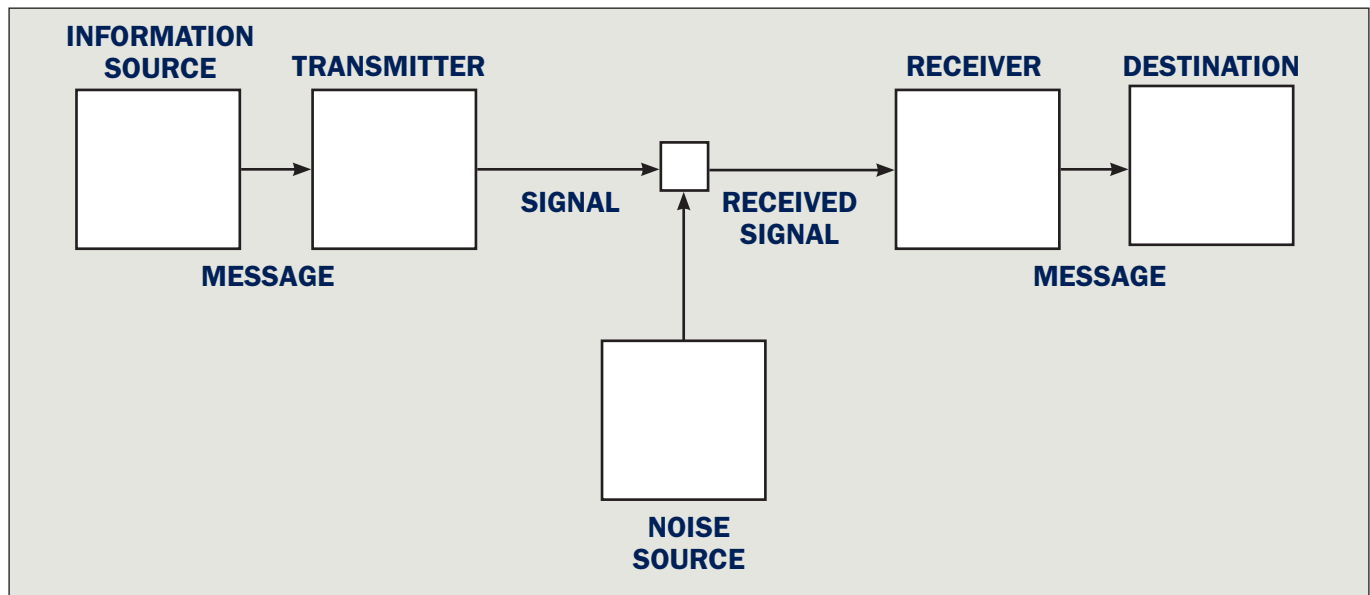 INFORMATION
SOURCE
TRANSMITTER
RECEIVER
DESTINATION
SIGNAL
RECEIVED
SIGNAL
MESSAGE
MESSAGE
NOISE
SOURCE